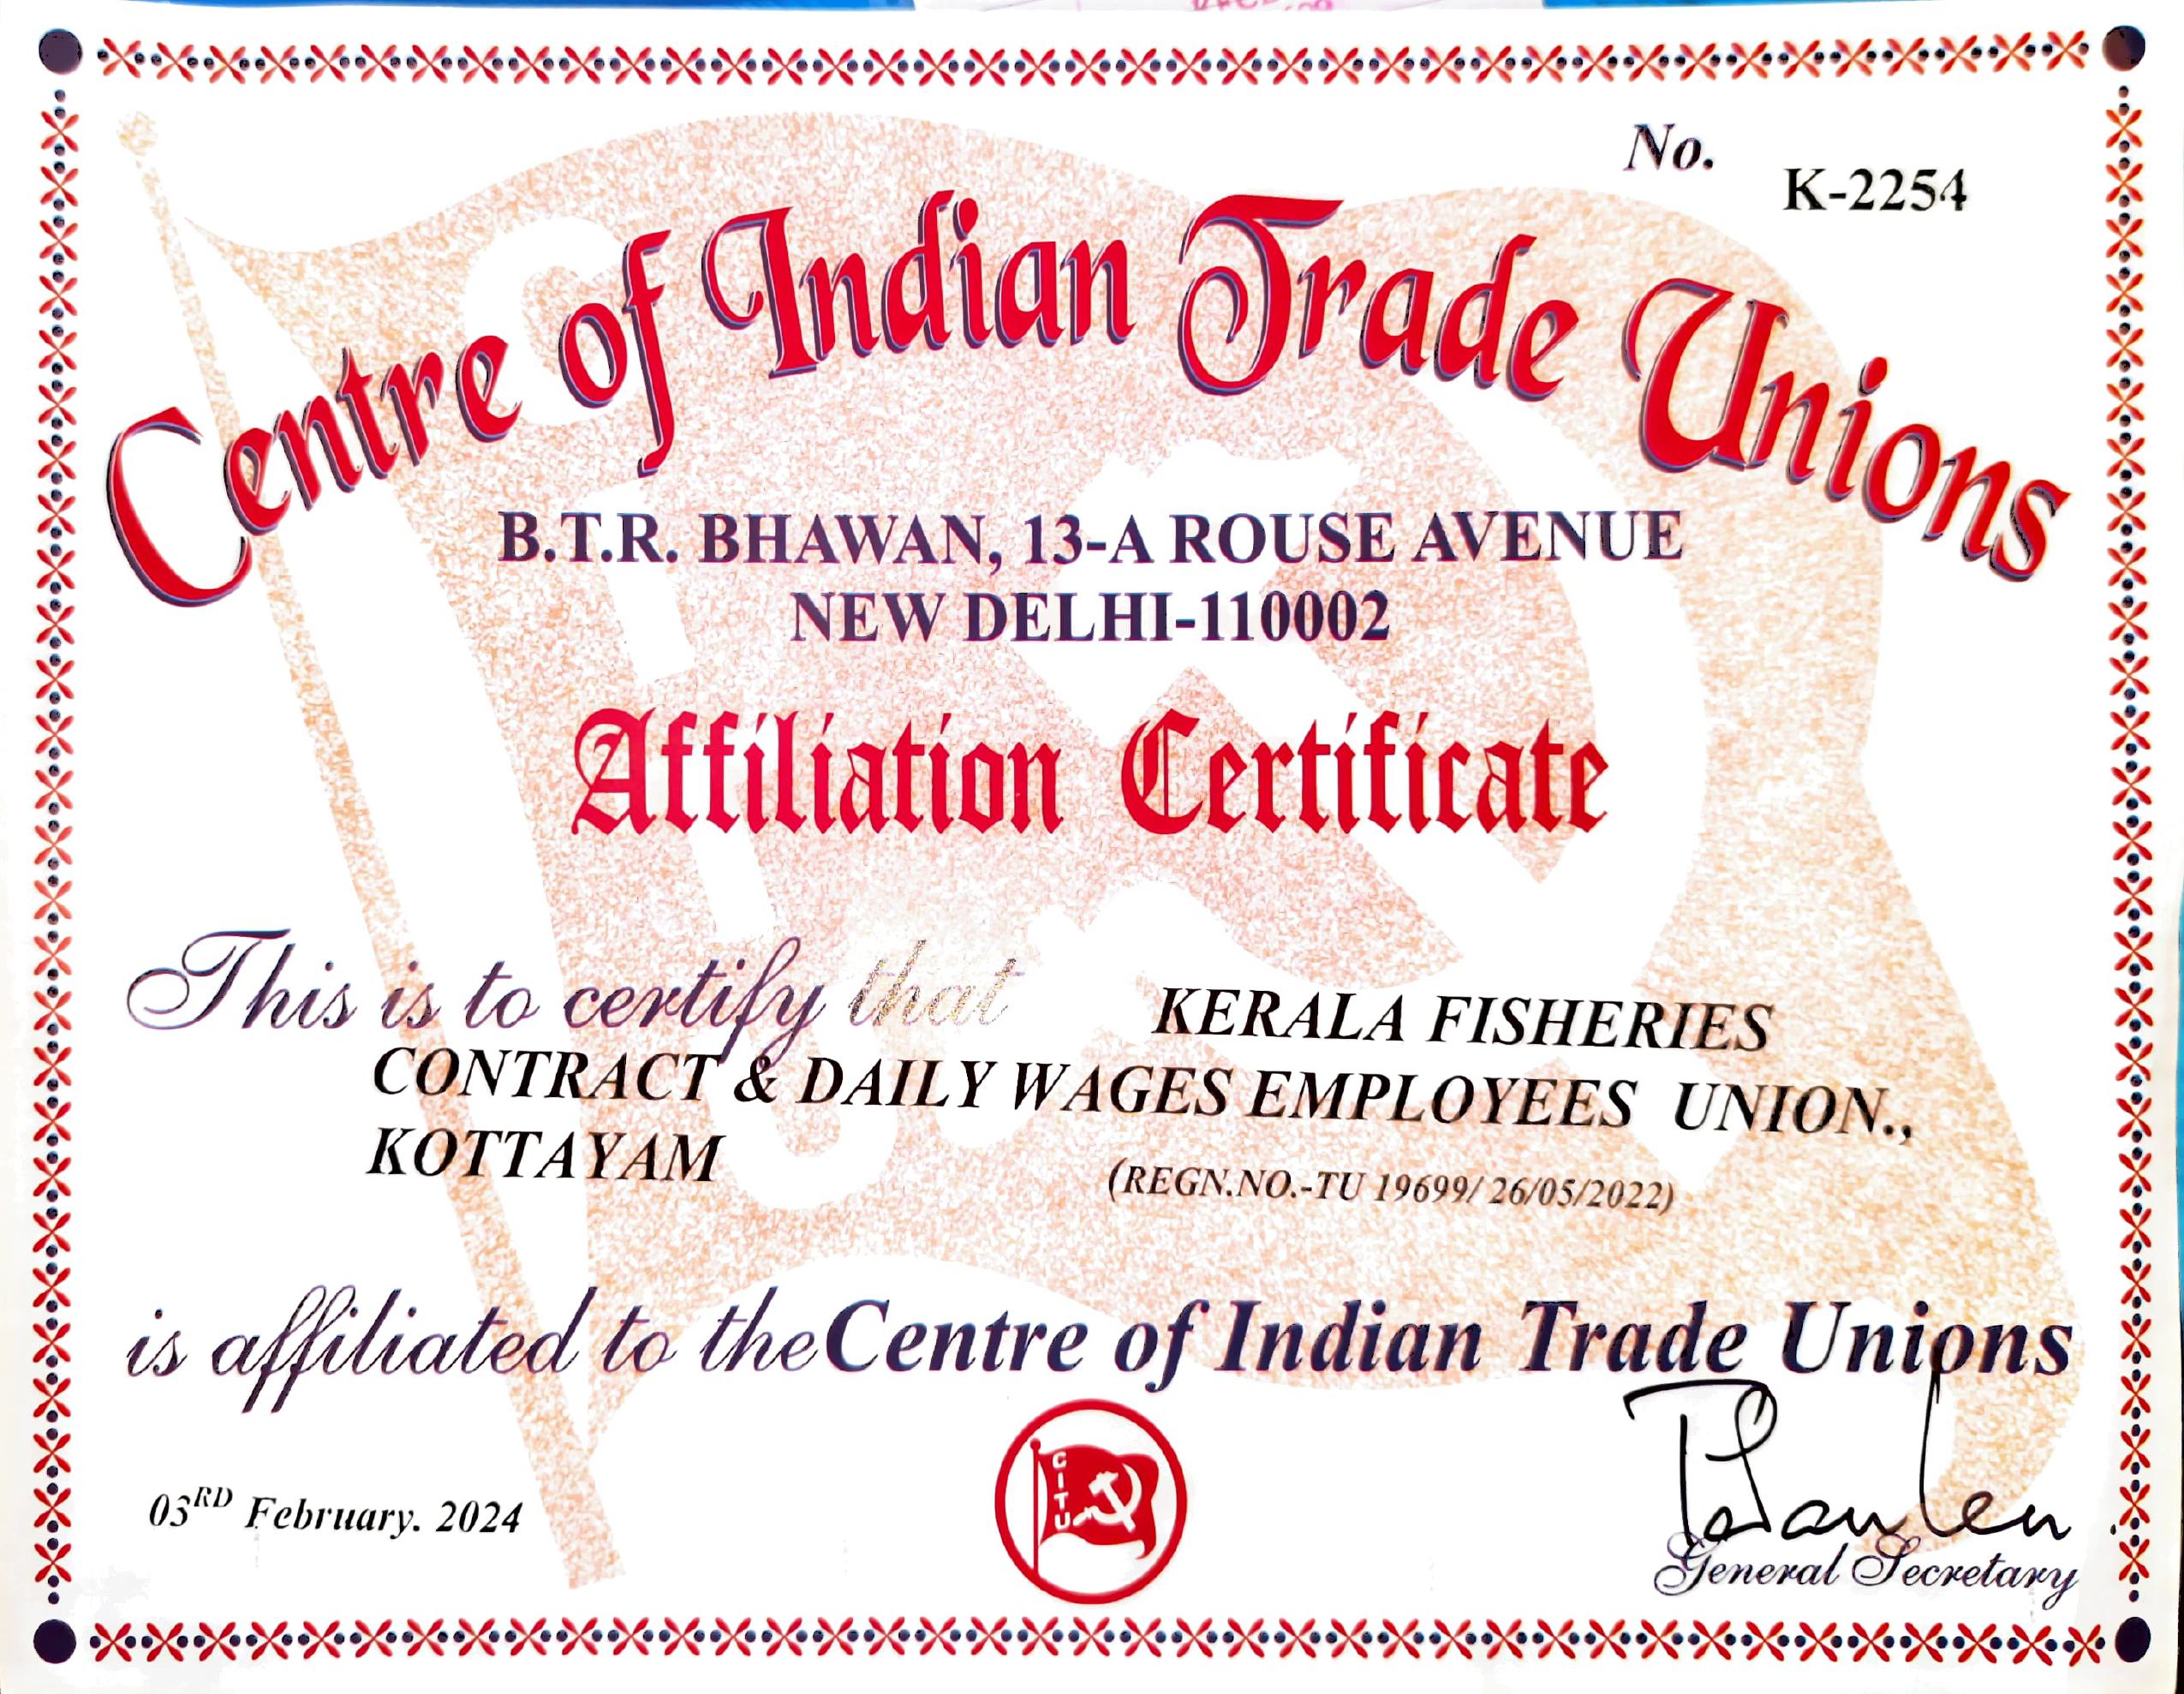 No.
K-2254
Centre of Indian Trade Unions
B.T.R. BHAWAN, 13-A ROUSE AVENUE
NEW DELHI-110002
Affiliation Certificate
This is to certify that KERALA FISHERIES
CONTRACT & DAILY WAGES EMPLOYEES UNION.,
KOTTAYAM (REGN.NO.-TU 19699/ 26/05/2022)
is affiliated to the Centre of Indian Trade Unions
CITU
03RD February. 2024
General Secretary